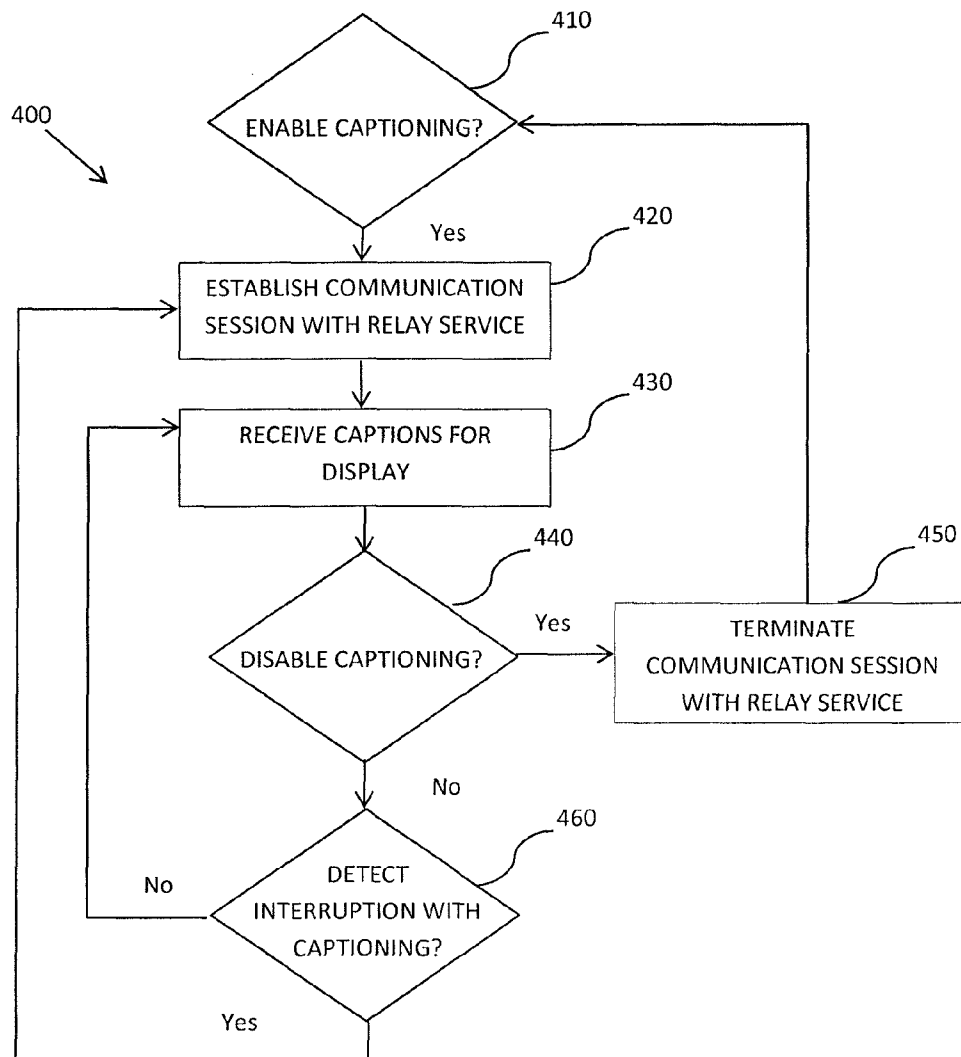 410
400
ENABLE CAPTIONING?
Yes
420
ESTABLISH COMMUNICATION
SESSION WITH RELAY SERVICE
430
RECEIVE CAPTIONS FOR
DISPLAY
440
450
Yes
DISABLE CAPTIONING?
TERMINATE
COMMUNICATION SESSION
WITH RELAY SERVICE
No
460
No
DETECT
INTERRUPTION WITH
CAPTIONING?
Yes